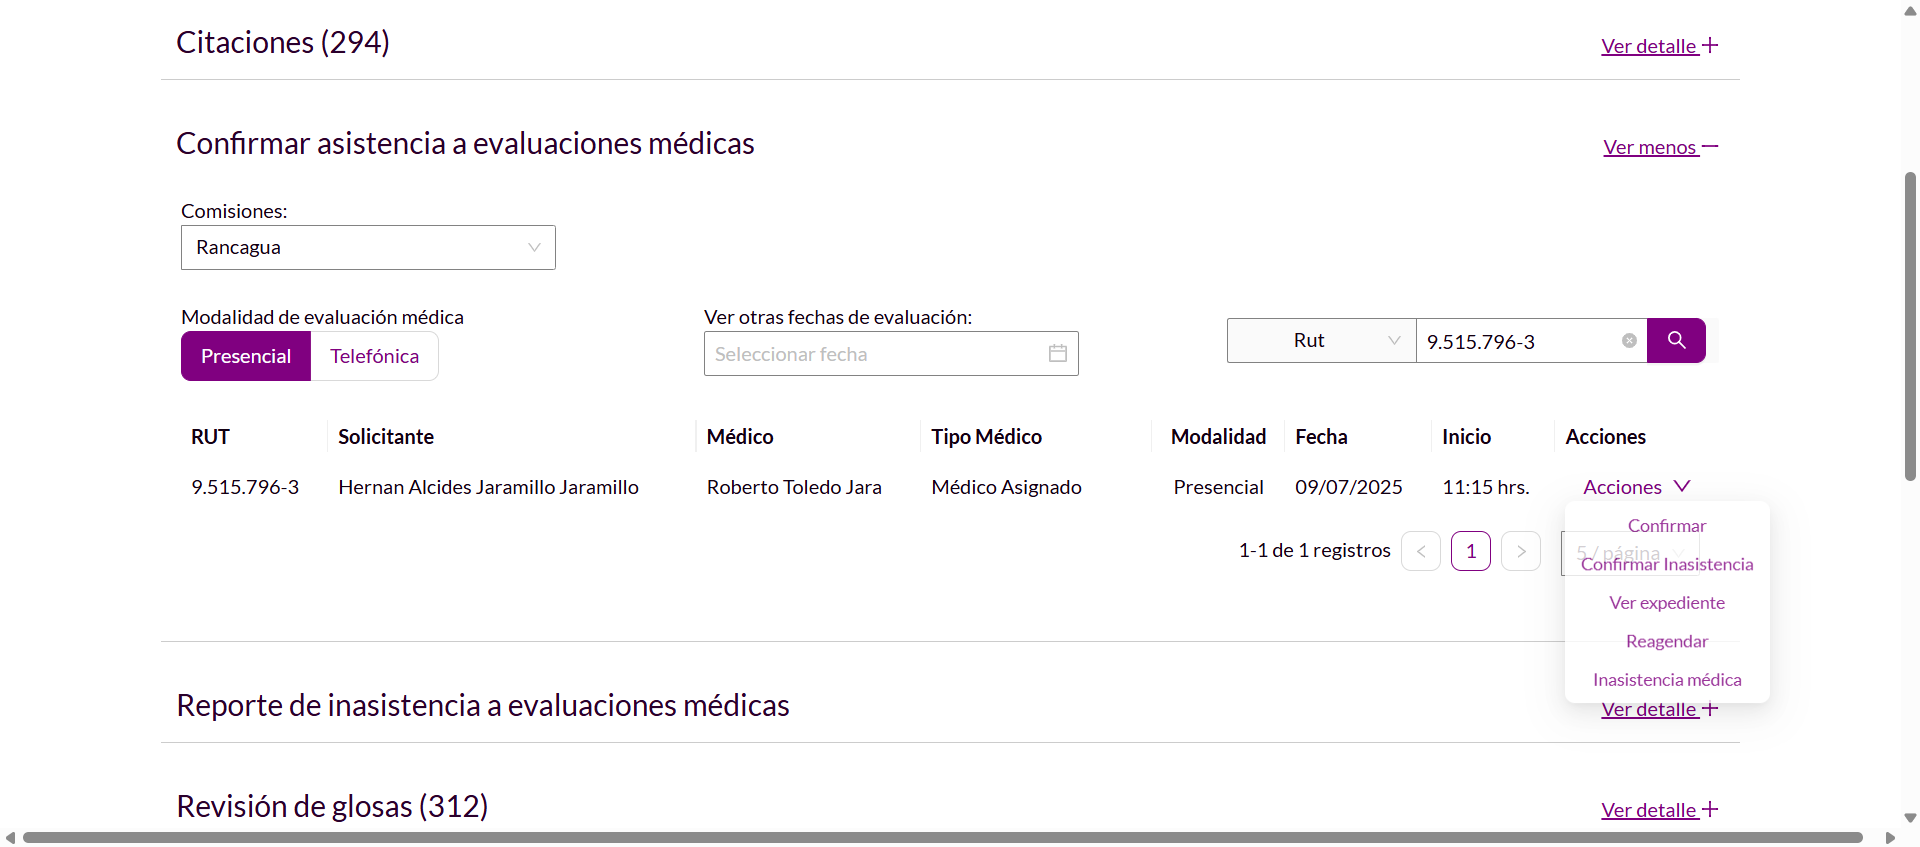 Citaciones (294) Ver detalle
Confirmar asistencia a evaluaciones médicas Ver menos
Comisiones:
Rancagua
Modalidad de evaluación médica Ver otras fechas de evaluación:
Presencial Telefónica Seleccionar fecha Rut 9.515.796-3
RUT Solicitante Médico Tipo Médico Modalidad Fecha Inicio Acciones
9.515.796-3 Hernan Alcides Jaramillo Jaramillo Roberto Toledo Jara Médico Asignado Presencial 09/07/2025 11:15 hrs. Acciones
Confirmar
1-1 de 1 registros < 1 > 5 / página
Confirmar Inasistencia
Ver expediente
Reagendar
Inasistencia médica
Reporte de inasistencia a evaluaciones médicas Ver detalle
Revisión de glosas (312) Ver detalle